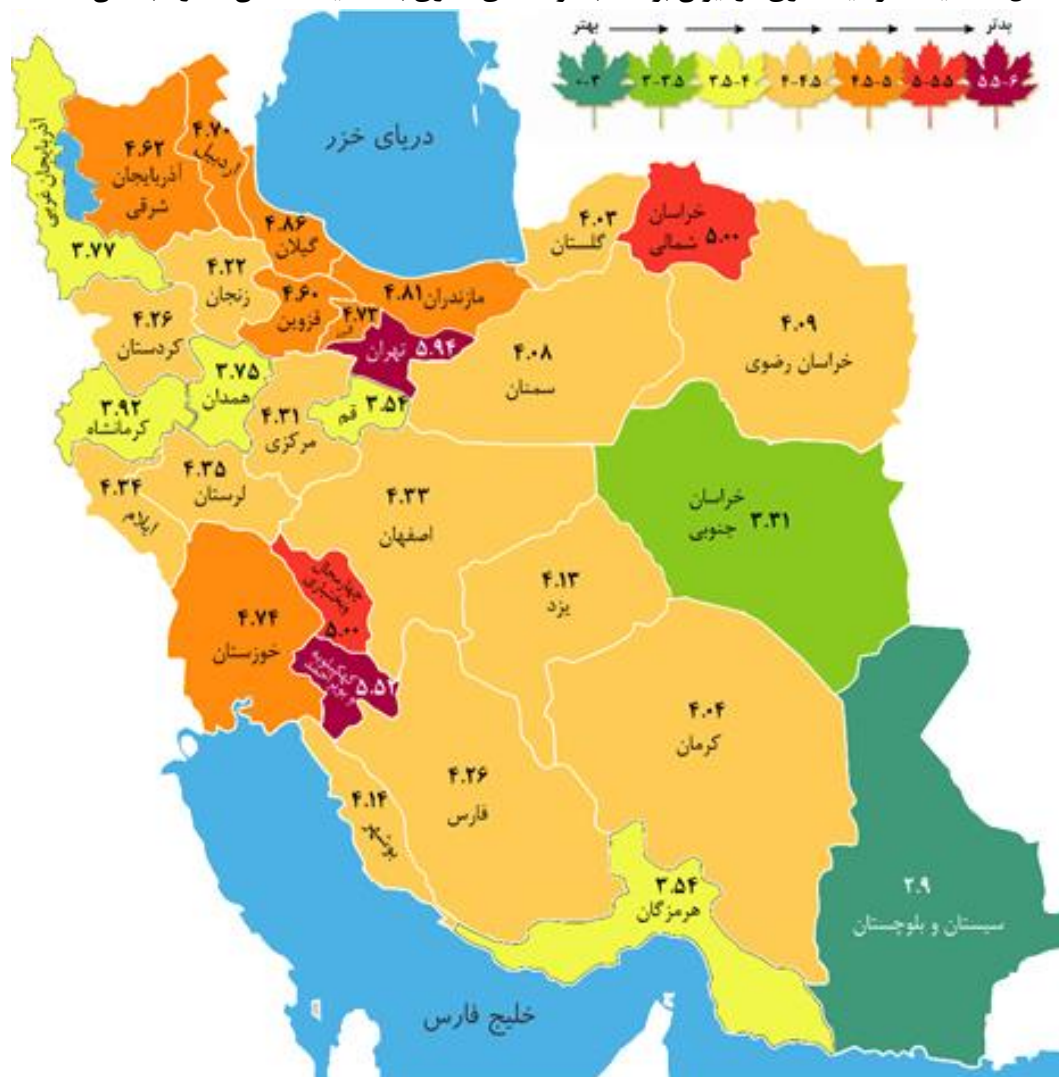 بهتر
بدتر
۰-۳
۳-۳.۵
۳.۵-۴
۴-۴.۵
۴.۵-۵
۵-۵.۵
۵.۵-۶
دریای خزر
آذربایجان غربی
۳.۷۷
۴.۶۲
آذربایجان
شرقی
۴.۷۰
اردبیل
۴.۸۶
گیلان
۴.۲۲
زنجان
۴.۶۰
قزوین
۴.۷۳
البرز
مازندران ۴.۸۱
تهران ۵.۹۴
۴.۰۳
گلستان
خراسان
شمالی ۵.۰۰
۴.۰۹
خراسان رضوی
۴.۰۸
سمنان
۴.۲۶
کردستان
۳.۷۵
همدان
۳.۹۲
کرمانشاه
۴.۳۱
مرکزی
قم ۳.۵۴
۴.۳۵
لرستان
۴.۳۴
ایلام
۴.۳۳
اصفهان
خراسان
جنوبی ۳.۳۱
۴.۱۳
یزد
چهارمحال
وبختیاری
۵.۰۰
۴.۷۴
خوزستان
کهکیلویه
و بویر احمد
۵.۵۲
۴.۰۴
کرمان
۴.۲۶
فارس
۴.۱۴
بوشهر
۳.۵۴
هرمزگان
۲.۹
سیستان و بلوچستان
خلیج فارس